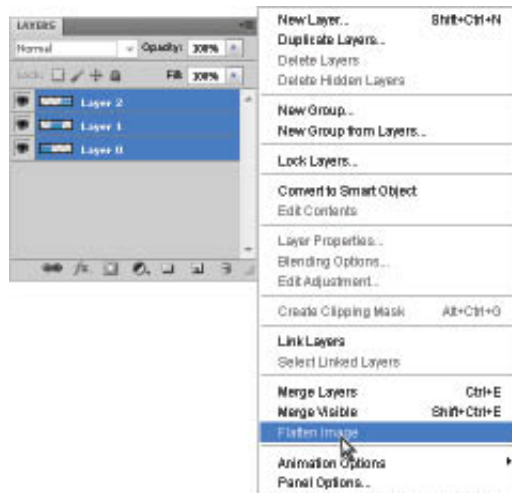 LAYERS
Normal Opacity: 100%
Lock: Fill: 100%
Layer 2
Layer 1
Layer 0
fx
New Layer... Shift+Ctrl+N
Duplicate Layers...
Delete Layers
Delete Hidden Layers
New Group...
New Group from Layers...
Lock Layers...
Convert to Smart Object
Edit Contents
Layer Properties...
Blending Options...
Edit Adjustment...
Create Clipping Mask Alt+Ctrl+G
Link Layers
Select Linked Layers
Merge Layers Ctrl+E
Merge Visible Shift+Ctrl+E
Flatten Image
Animation Options
Panel Options...